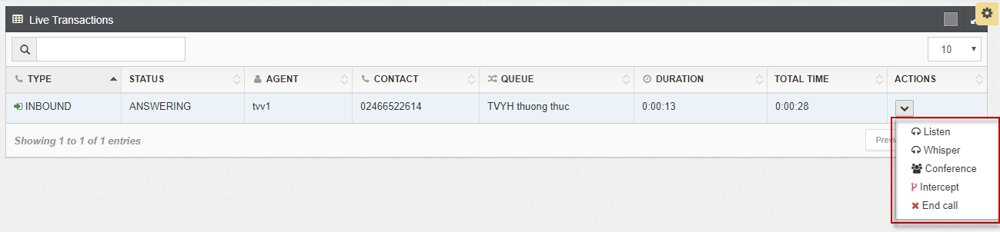 Live Transactions
10
TYPE STATUS AGENT CONTACT QUEUE DURATION TOTAL TIME ACTIONS
INBOUND ANSWERING tvv1 02466522614 TVYH thuong thuc 0:00:13 0:00:28
Showing 1 to 1 of 1 entries
Listen
Whisper
Conference
Intercept
End call